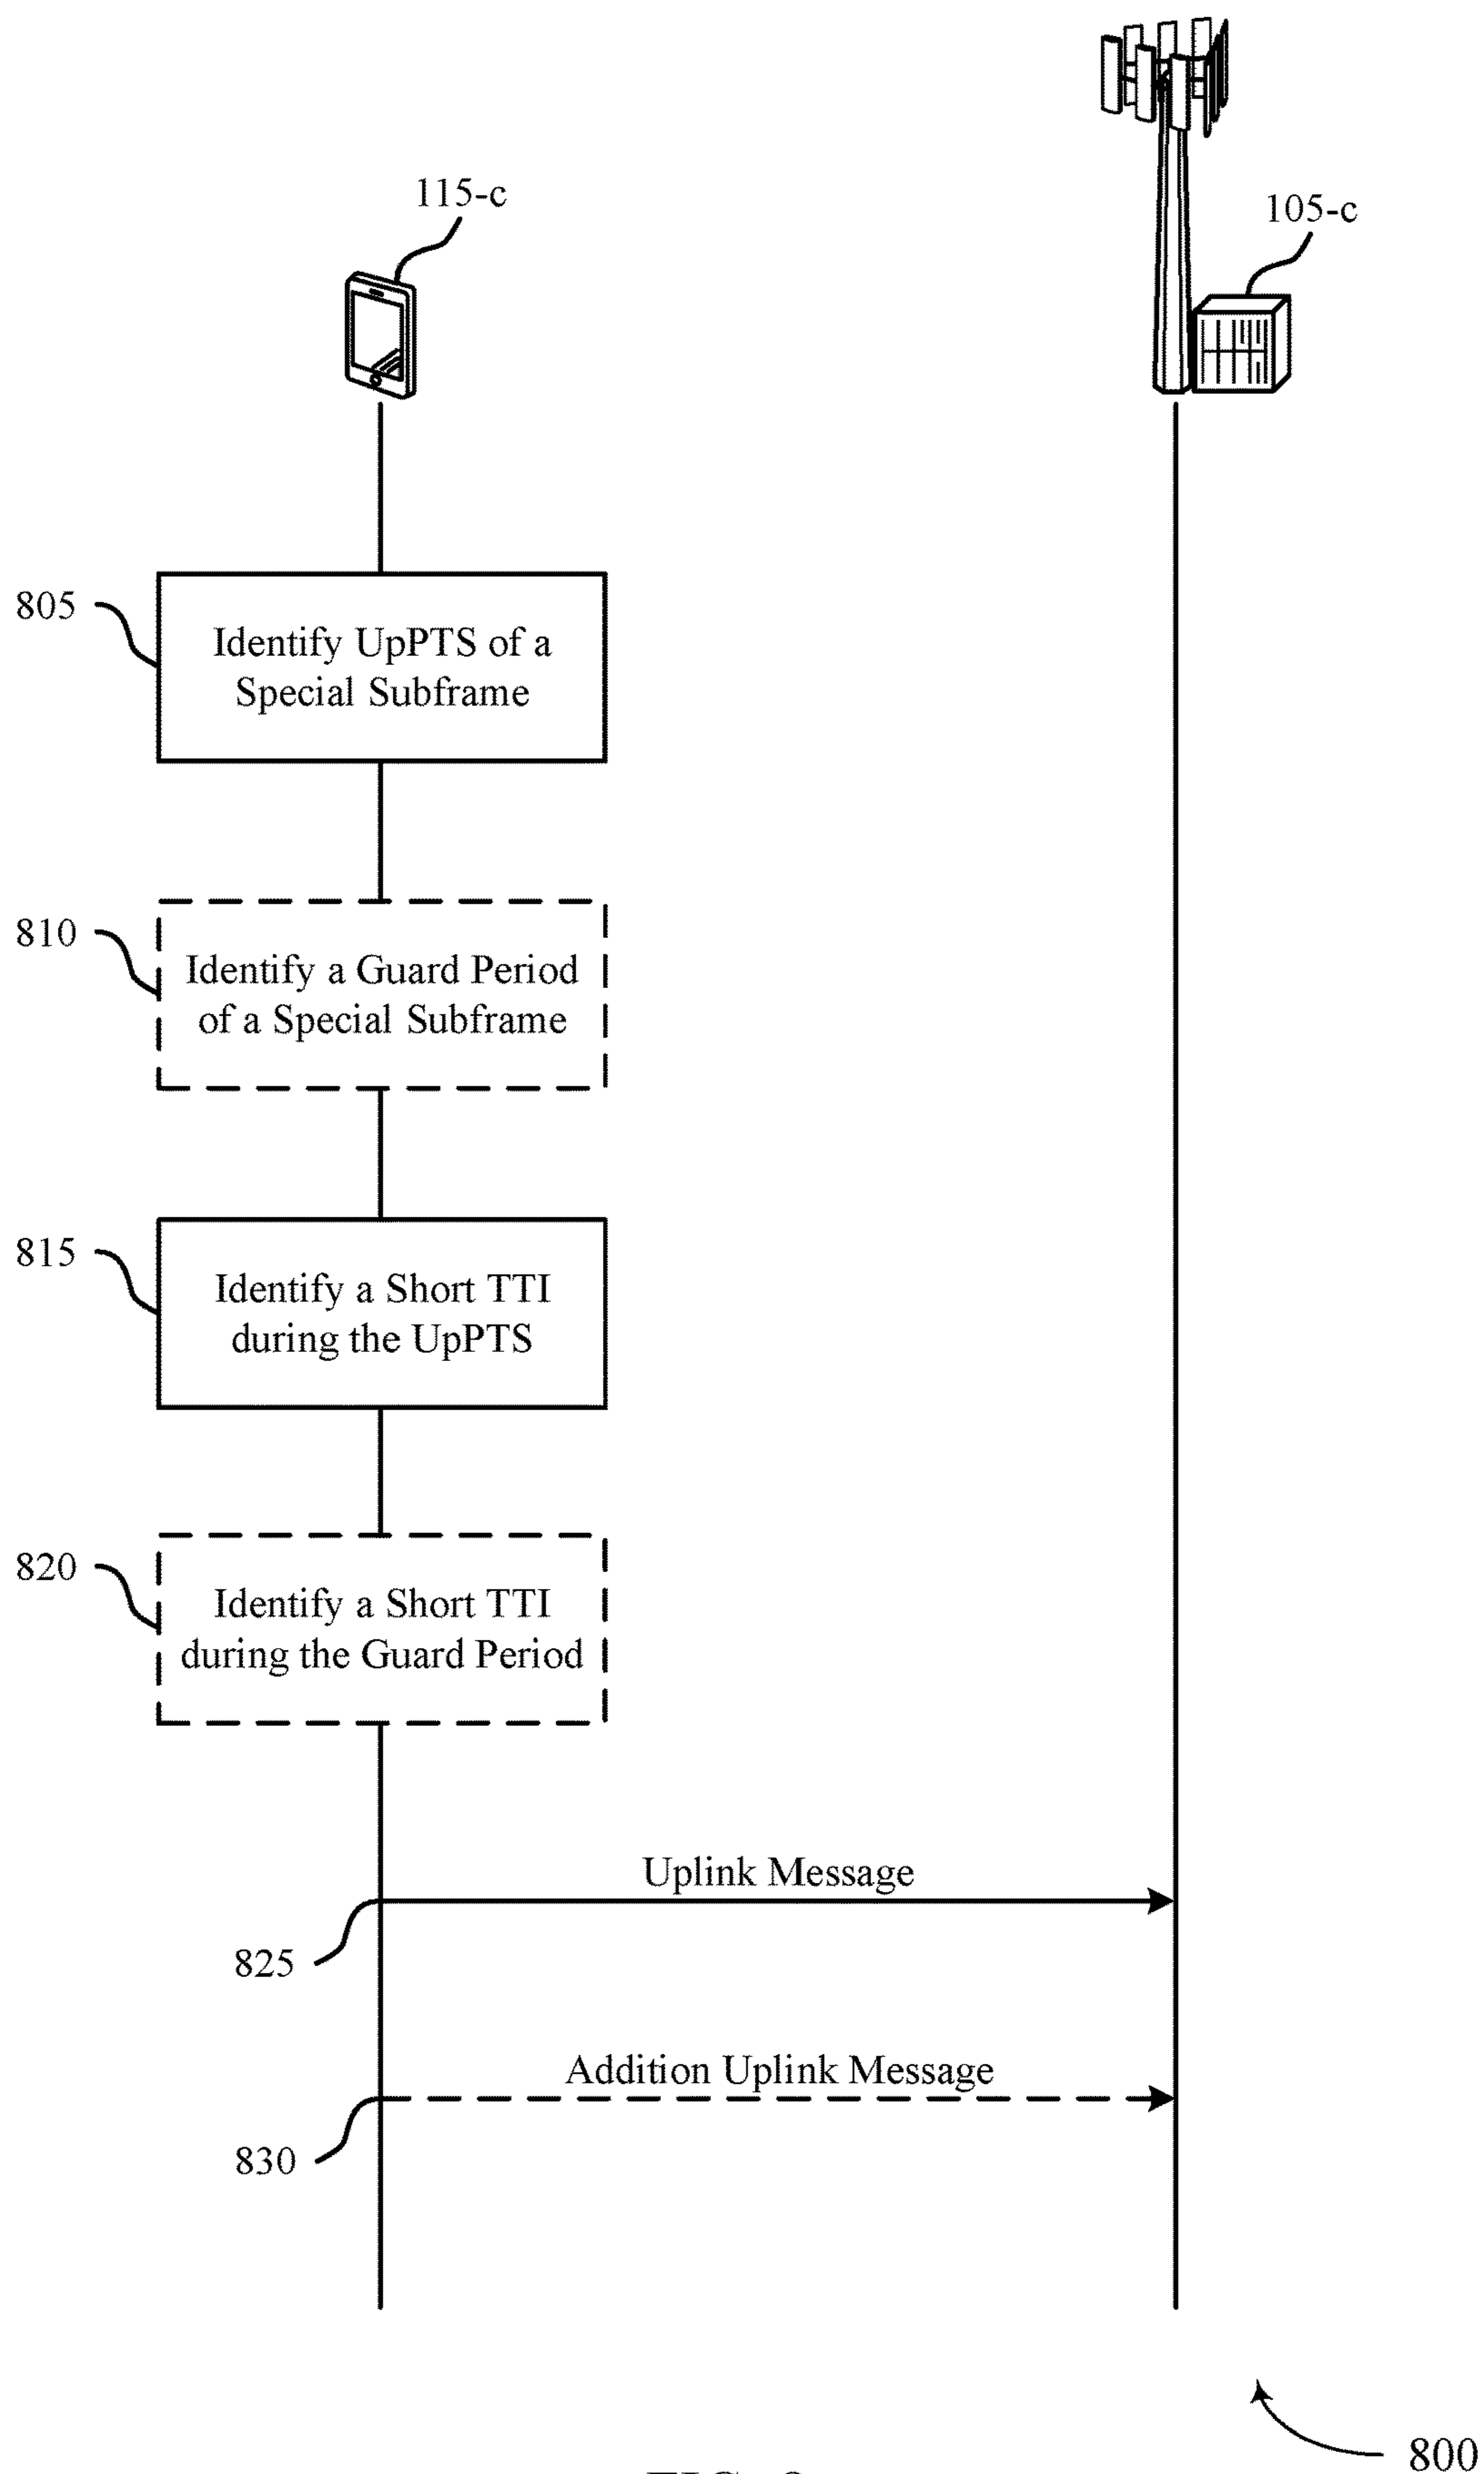 115-c
105-c
805
Identify UpPTS of a
Special Subframe
810
Identify a Guard Period
of a Special Subframe
815
Identify a Short TTI
during the UpPTS
820
Identify a Short TTI
during the Guard Period
Uplink Message
825
Addition Uplink Message
830
800